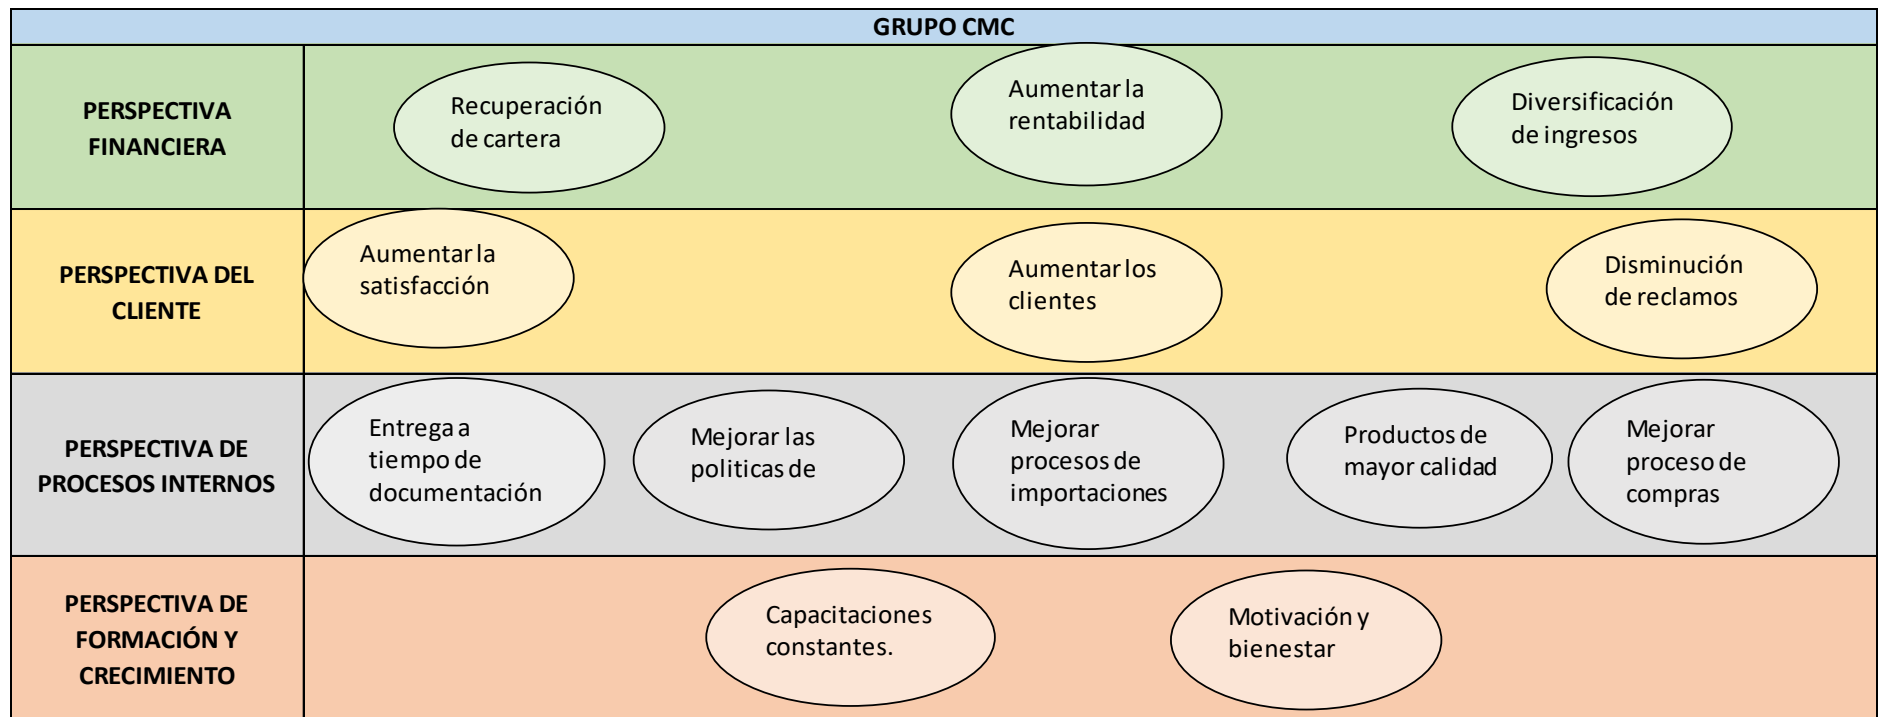 GRUPO CMC
PERSPECTIVA
FINANCIERA
Recuperación
de cartera
Aumentar la
rentabilidad
Diversificación
de ingresos
PERSPECTIVA DEL
CLIENTE
Aumentar la
satisfacción
Aumentar los
clientes
Disminución
de reclamos
PERSPECTIVA DE
PROCESOS INTERNOS
Entrega a
tiempo de
documentación
Mejorar las
politicas de
Mejorar
procesos de
importaciones
Productos de
mayor calidad
Mejorar
proceso de
compras
PERSPECTIVA DE
FORMACIÓN Y
CRECIMIENTO
Capacitaciones
constantes.
Motivación y
bienestar